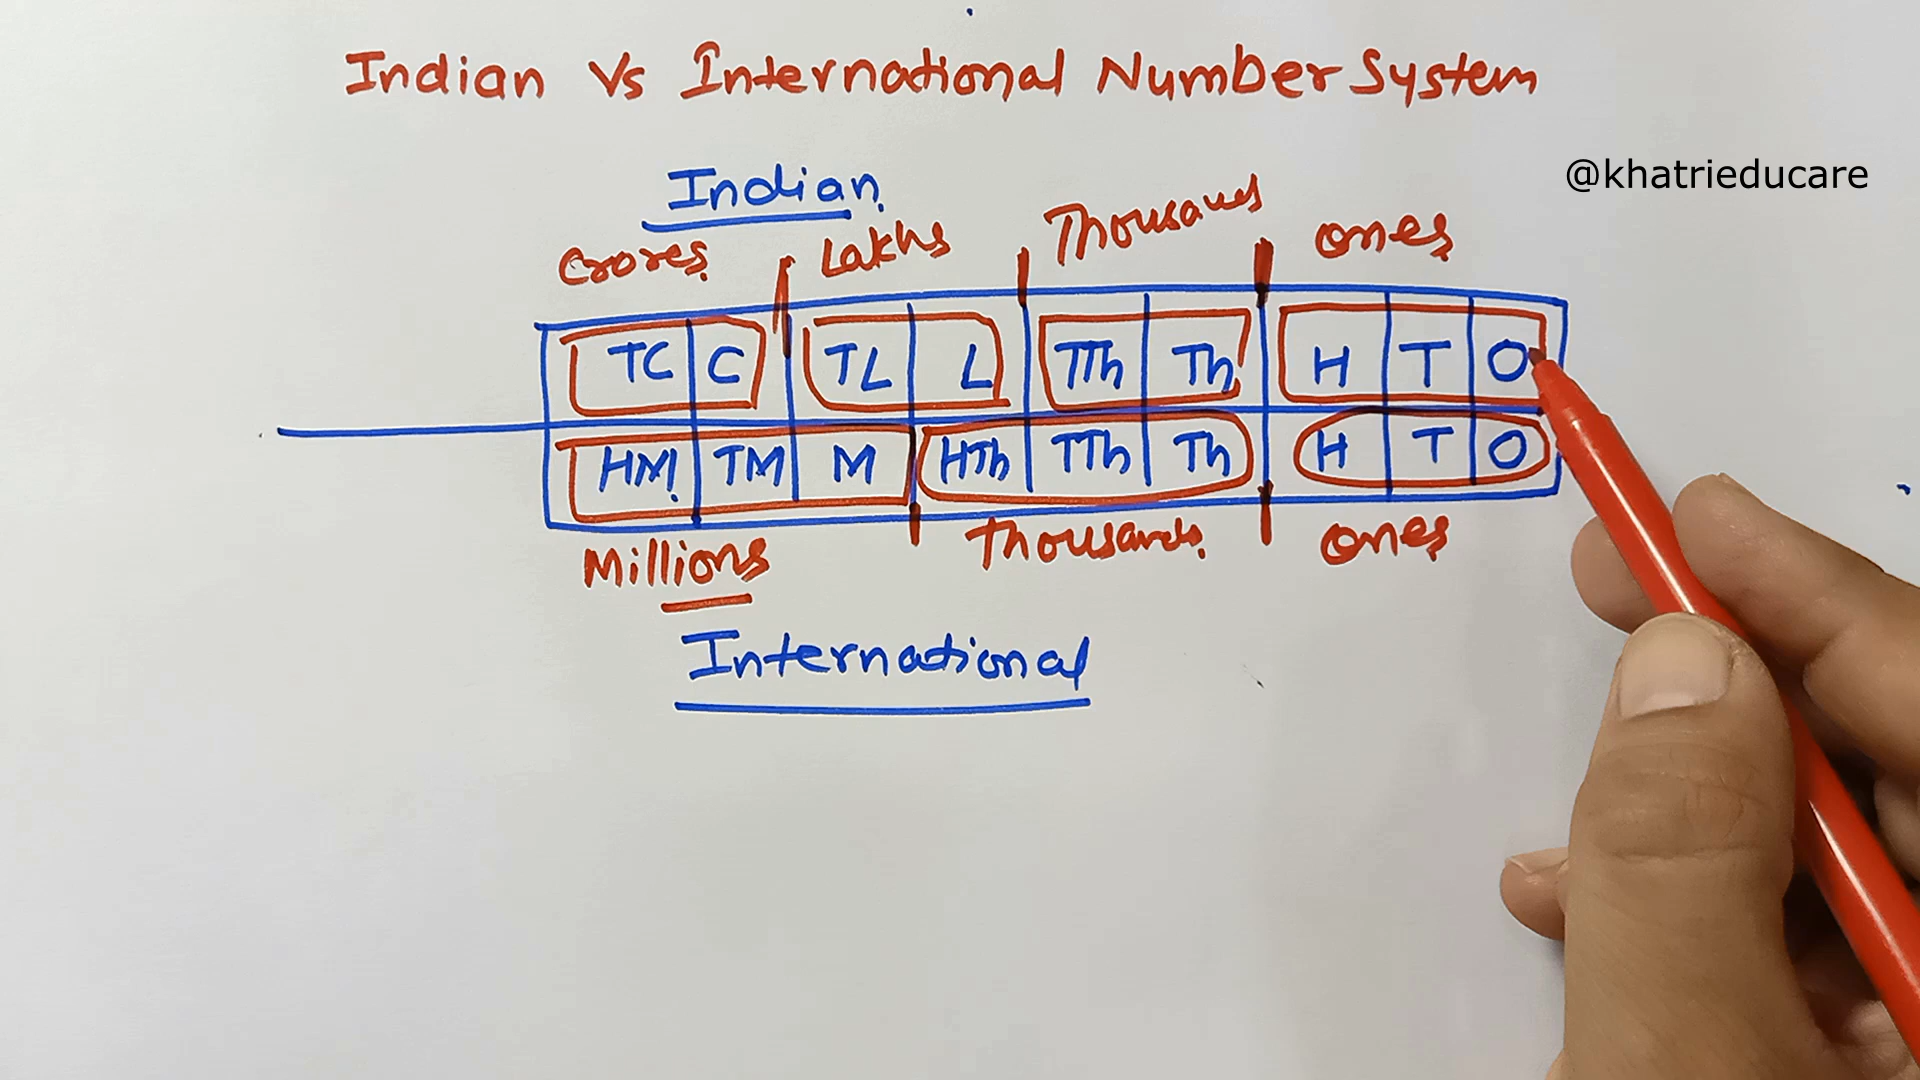 Indian Vs International Number System
@khatrieducare
Indian
Crores Lakhs Thousands Ones
TC C TL L TTh Th H T O
HM TM M HTh TTh Th H T O
Millions Thousands Ones
International